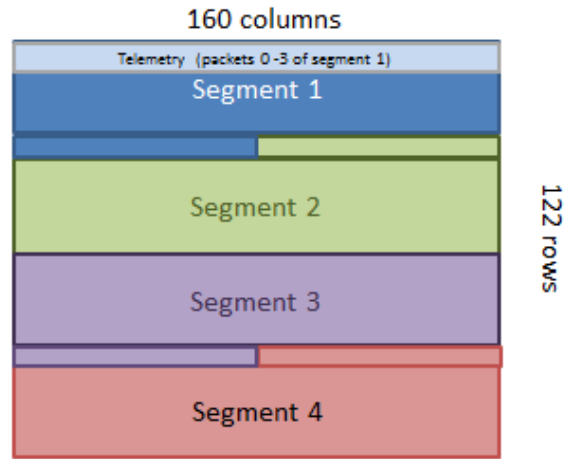 160 columns
Telemetry (packets 0 -3 of segment 1)
Segment 1
Segment 2
122 rows
Segment 3
Segment 4